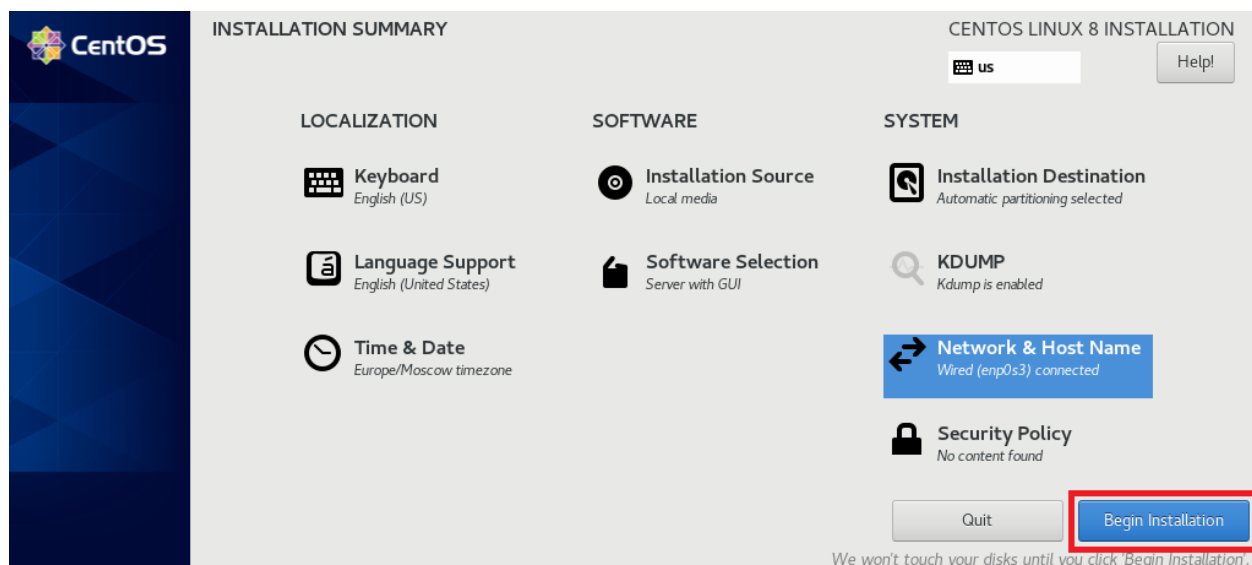 CentOS
INSTALLATION SUMMARY
CENTOS LINUX 8 INSTALLATION
us
Help!
LOCALIZATION
Keyboard
English (US)
Language Support
English (United States)
Time & Date
Europe/Moscow timezone
SOFTWARE
Installation Source
Local media
Software Selection
Server with GUI
SYSTEM
Installation Destination
Automatic partitioning selected
KDUMP
Kdump is enabled
Network & Host Name
Wired (enp0s3) connected
Security Policy
No content found
Quit
Begin Installation
We won't touch your disks until you click 'Begin Installation'.